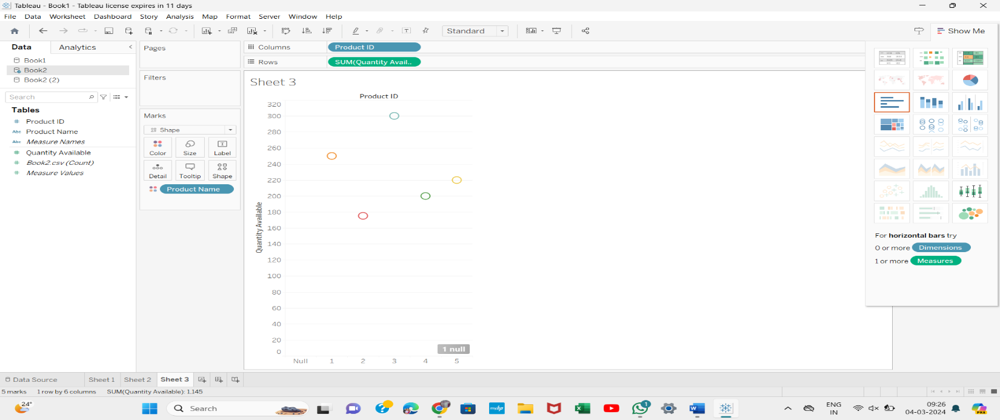 Tableau - Book1 - Tableau license expires in 11 days
File Data Worksheet Dashboard Story Analysis Map Format Server Window Help
Standard
Show Me
Data Analytics
Book1
Book2
Book2 (2)
Search
Tables
Product ID
Abc Product Name
Abc Measure Names
Quantity Available
Book2.csv (Count)
Measure Values
Pages
Filters
Marks
Shape
Color Size Label
Detail Tooltip Shape
Product Name
Columns Product ID
Rows SUM(Quantity Avail..
Sheet 3
Product ID
320
300
280
260
240
220
200
180
160
140
120
100
80
60
40
20
0
Quantity Available
1 null
Null 1 2 3 4 5
For horizontal bars try
0 or more Dimensions
1 or more Measures
Data Source Sheet 1 Sheet 2 Sheet 3
5 marks 1 row by 6 columns SUM(Quantity Available): 1,145
24°
Search
myhp
1
ENG
IN
09:26
04-03-2024
PRE